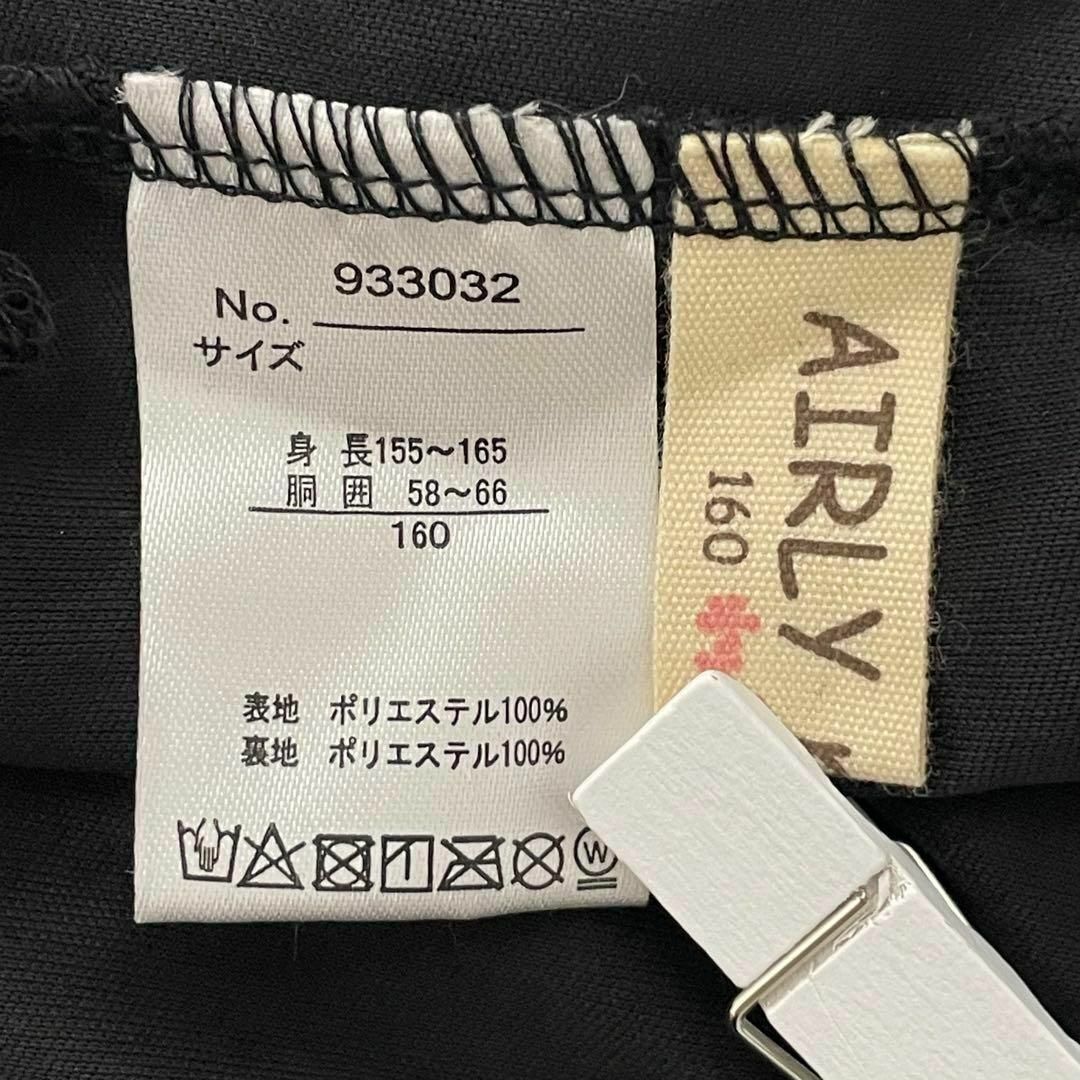 933032
No.
サイズ
身 長155～165
胴 囲 58～66
160
表地 ポリエステル100%
裏地 ポリエステル100%
W
AIRLY
160